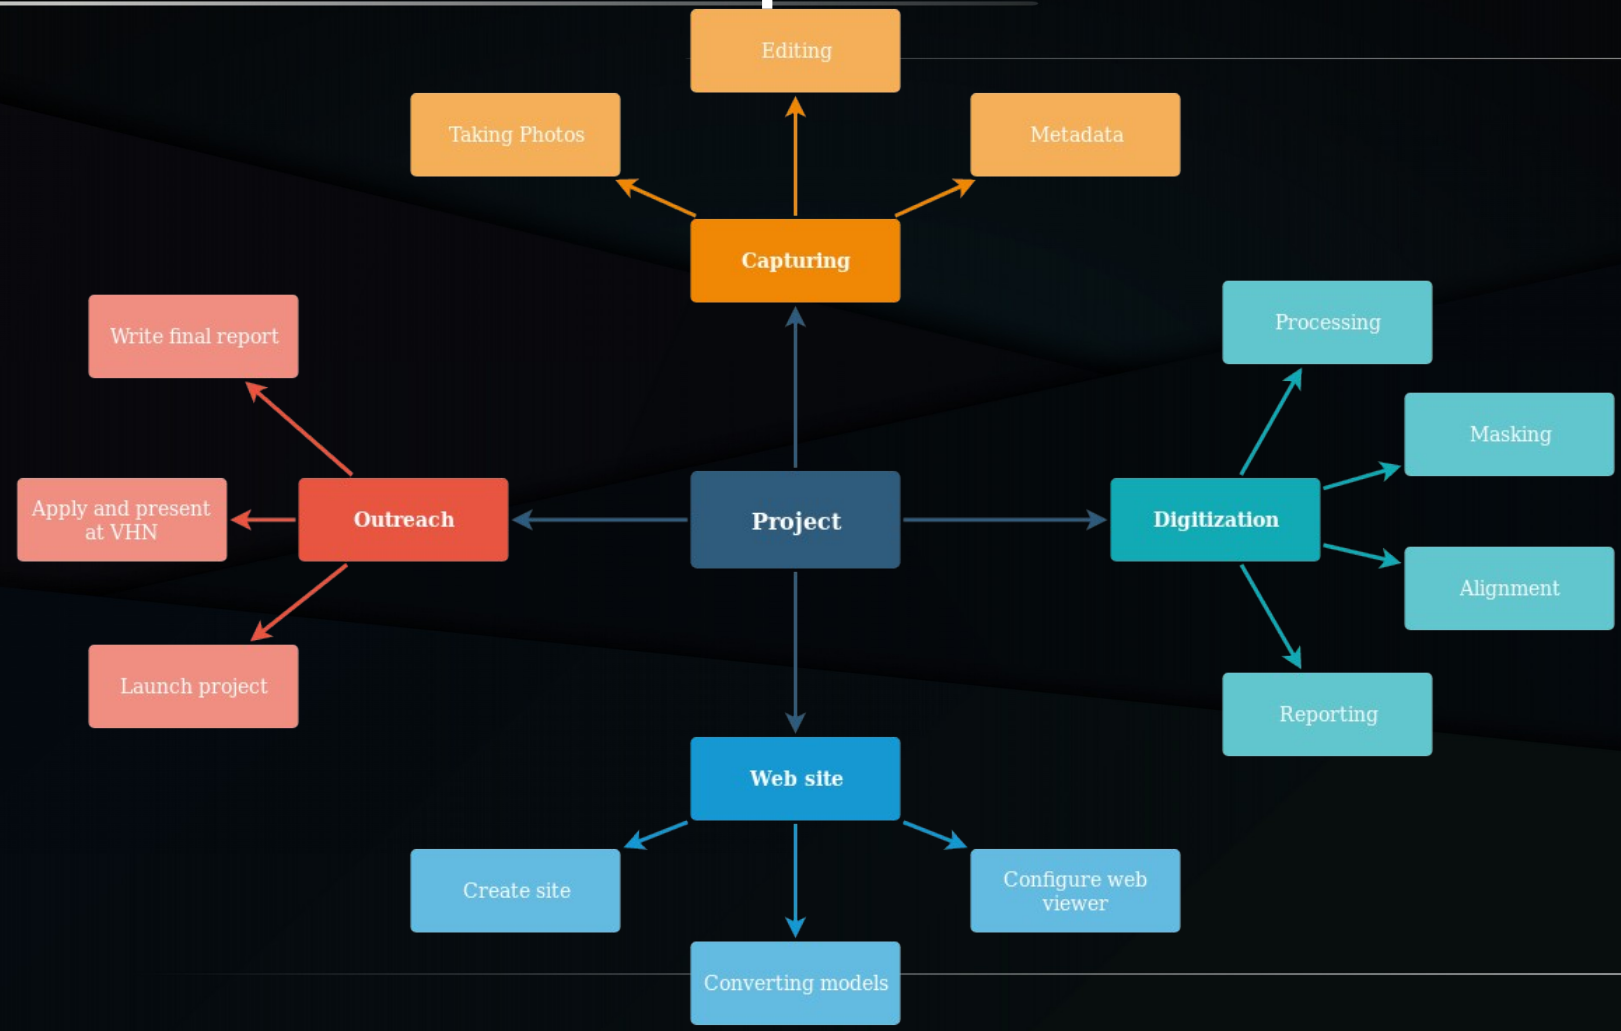 Editing
Taking Photos
Metadata
Capturing
Processing
Write final report
Masking
Apply and present
at VHN
Outreach
Project
Digitization
Alignment
Launch project
Reporting
Web site
Create site
Configure web
viewer
Converting models